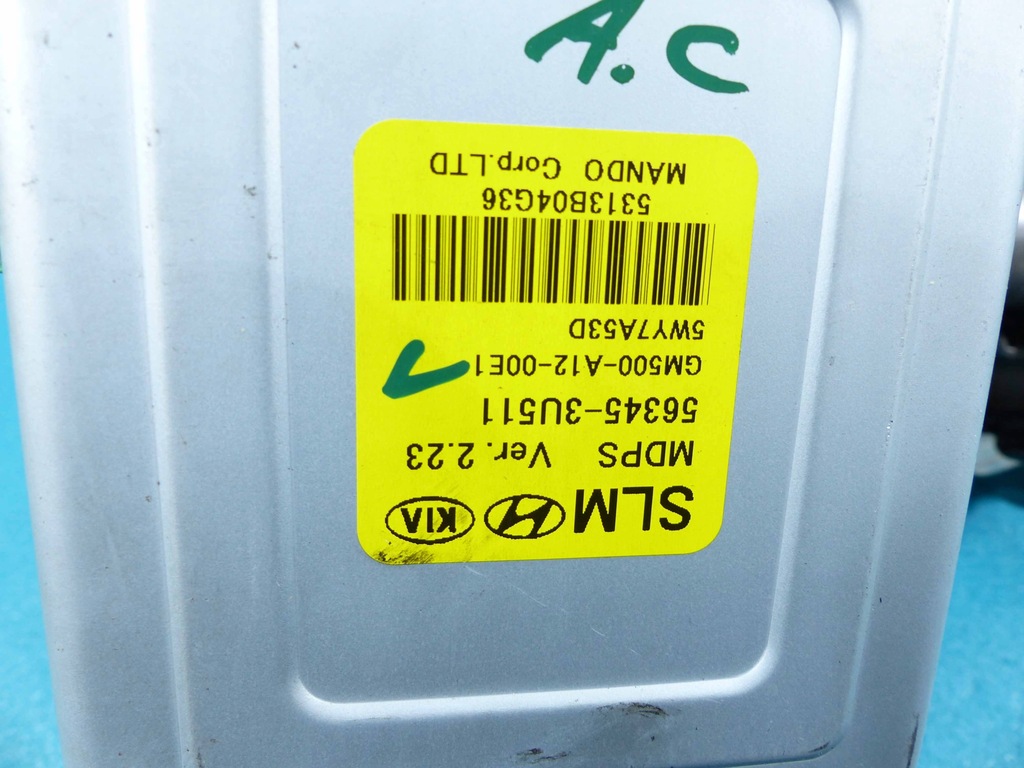 A.C
SLM KIA
MDPS Ver. 2.23
56345-3U511
GM500-A12-00E1
5WY7A53D
5313B04G36
MANDO Corp.LTD